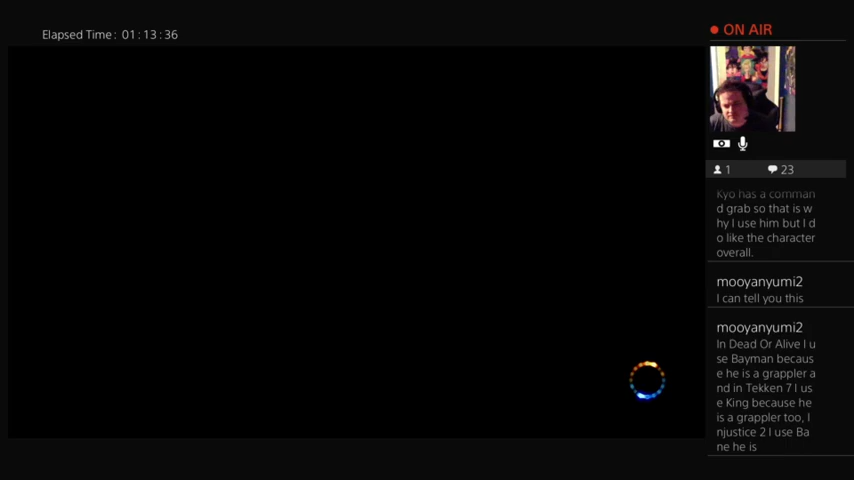 Elapsed Time: 01:13:36
ON AIR
1
23
Kyo has a comman
d grab so that is w
hy I use him but I d
o like the character
overall.
mooyanyumi2
I can tell you this
mooyanyumi2
In Dead Or Alive I u
se Bayman becaus
e he is a grappler a
nd in Tekken 7 I us
e King because he
is a grappler too, I
njustice 2 I use Ba
ne he is